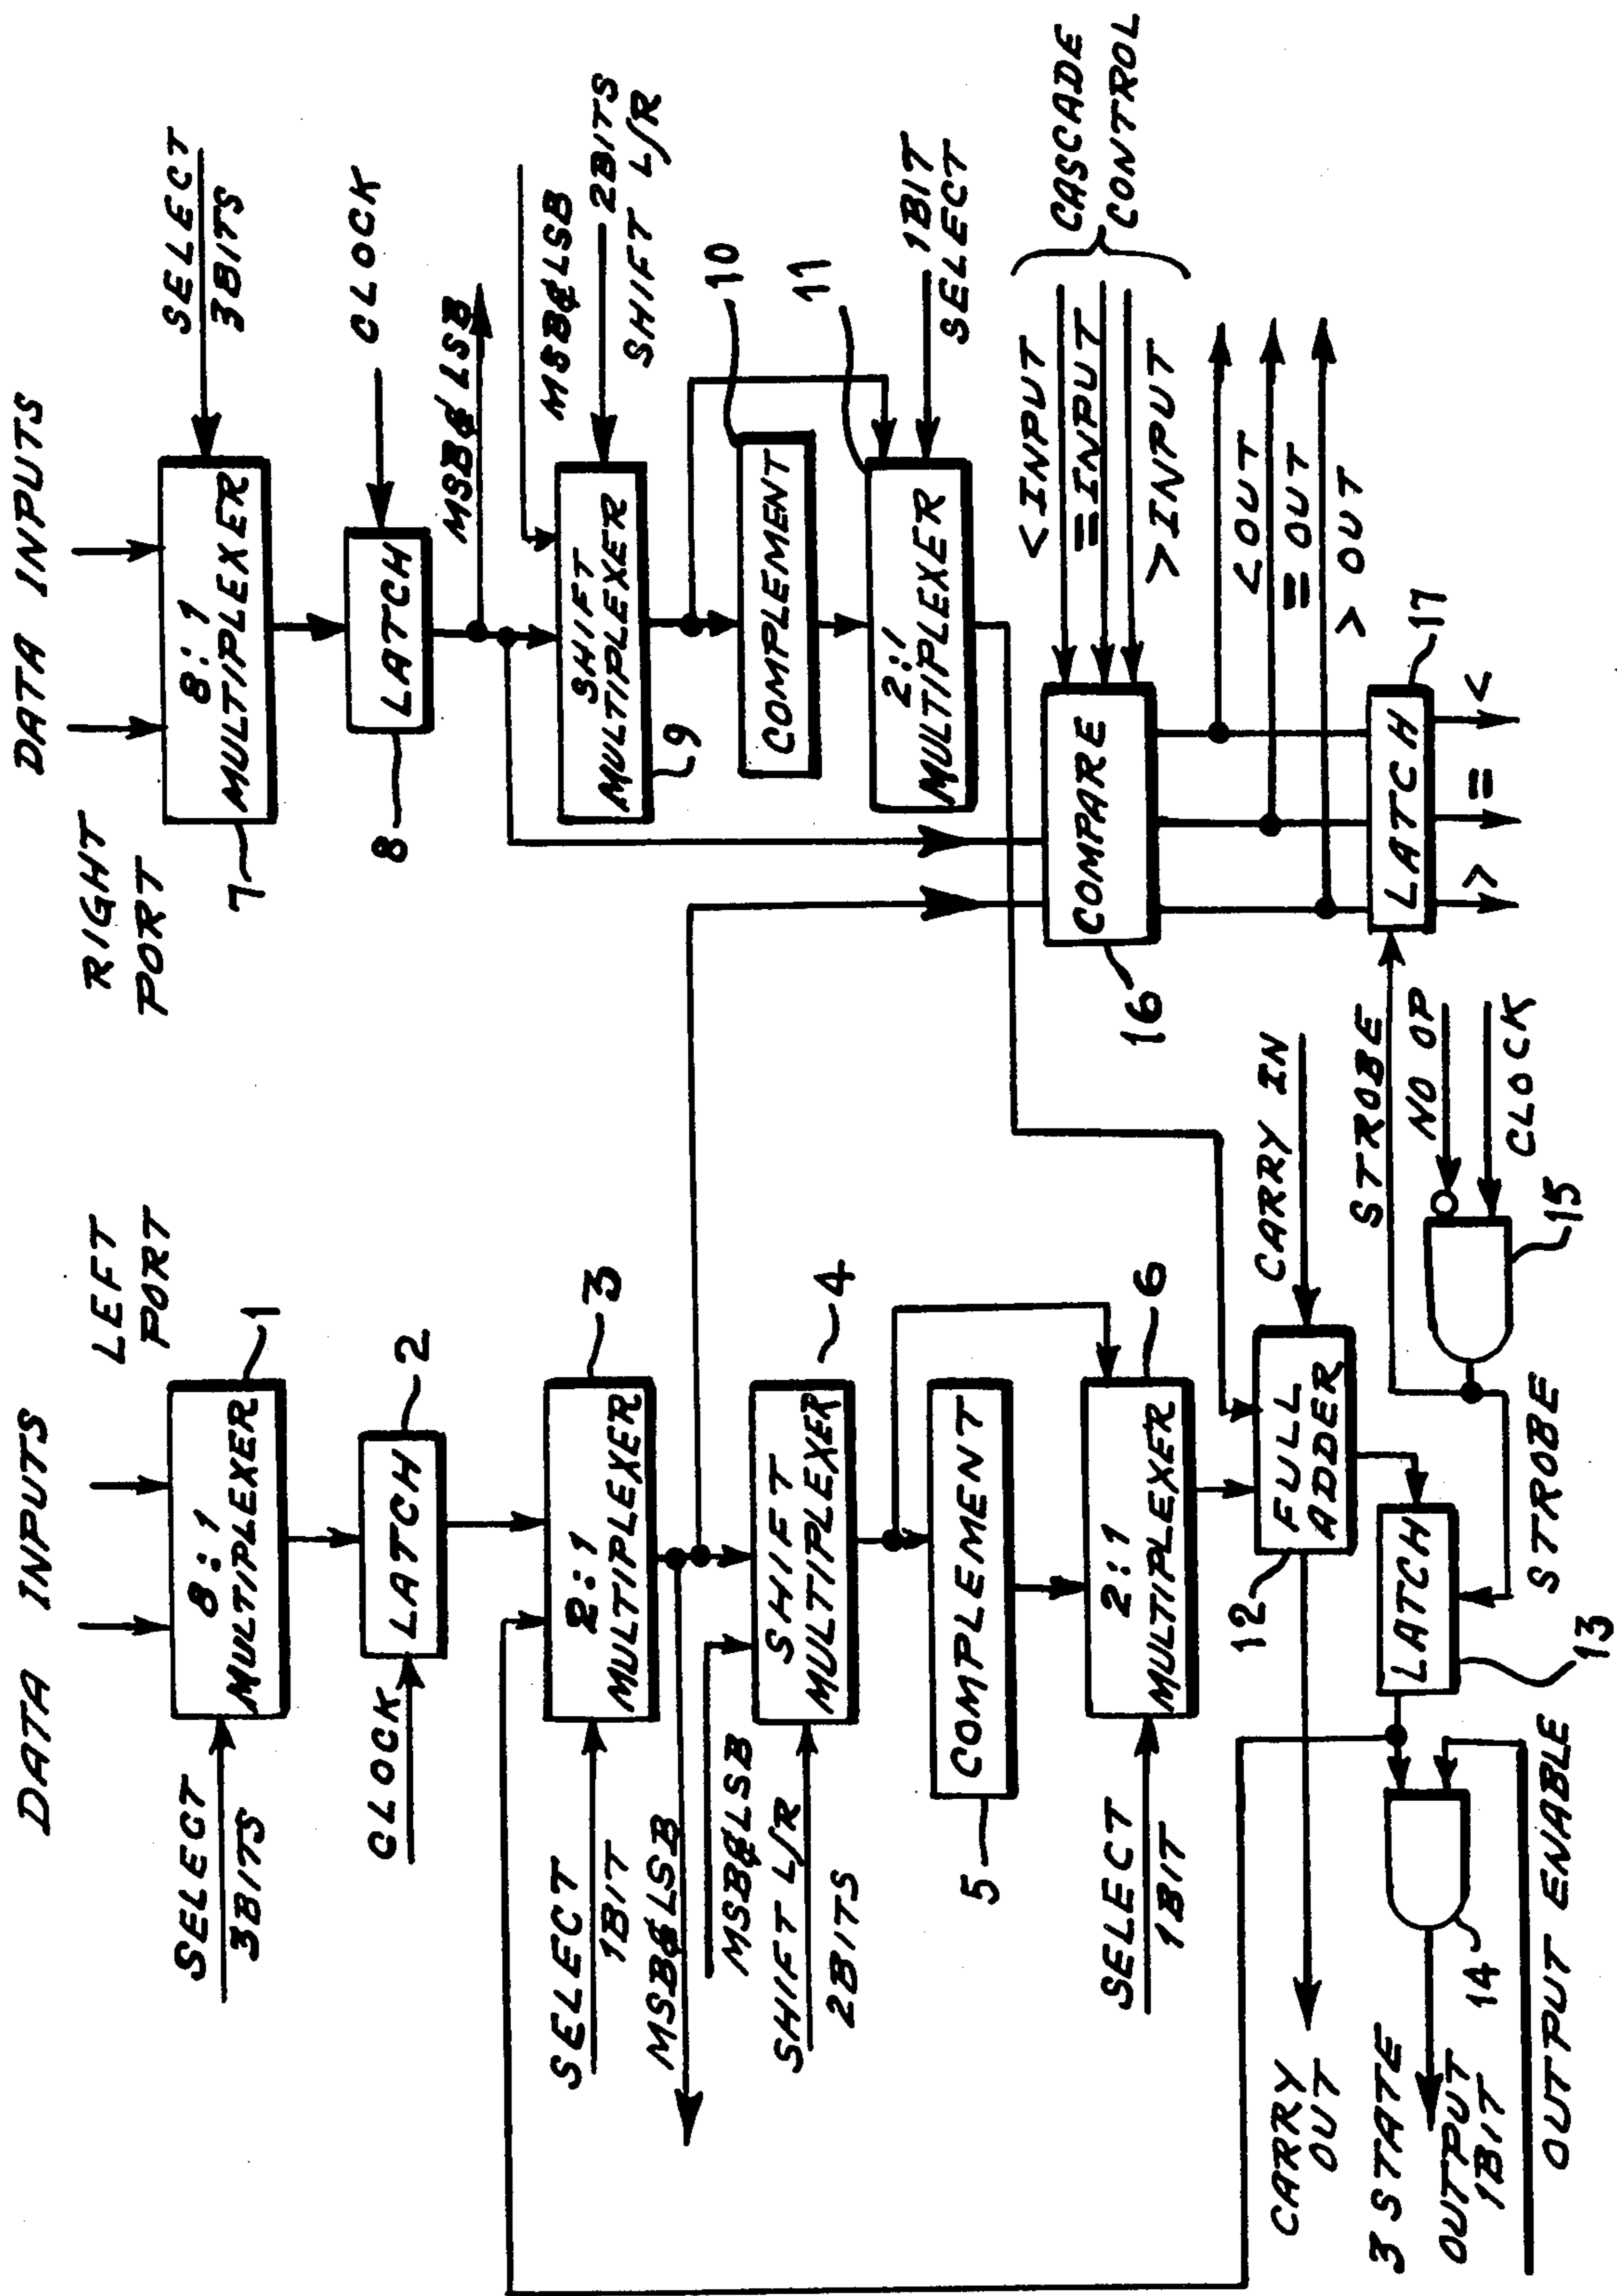 DATA INPUTS
LEFT
PORT
SELECT
3BITS
8:1
MULTIPLEXER
1
CLOCK
LATCH
2
SELECT
1BIT
2:1
MULTIPLEXER
3
MSB¢LSB
MSB¢LSB
SHIFT L/R
2BITS
SHIFT
MULTIPLEXER
4
COMPLEMENT
5
SELECT
1BIT
2:1
MULTIPLEXER
6
CARRY
OUT
12
FULL
ADDER
CARRY IN
LATCH
13
STROBE
3 STATE
OUTPUT
1BIT
14
OUTPUT ENABLE
STROBE
NO OP
CLOCK
15
RIGHT
PORT
DATA INPUTS
7
8:1
MULTIPLEXER
SELECT
3BITS
8
LATCH
CLOCK
MSB¢LSB
MSB¢LSB
2BITS
SHIFT L/R
SHIFT
MULTIPLEXER
9
COMPLEMENT
10
2:1
MULTIPLEXER
11
1BIT
SELECT
16
COMPARE
<INPUT
=INPUT
>INPUT
CASCADE
CONTROL
<OUT
=OUT
>OUT
LATCH
17
> = <